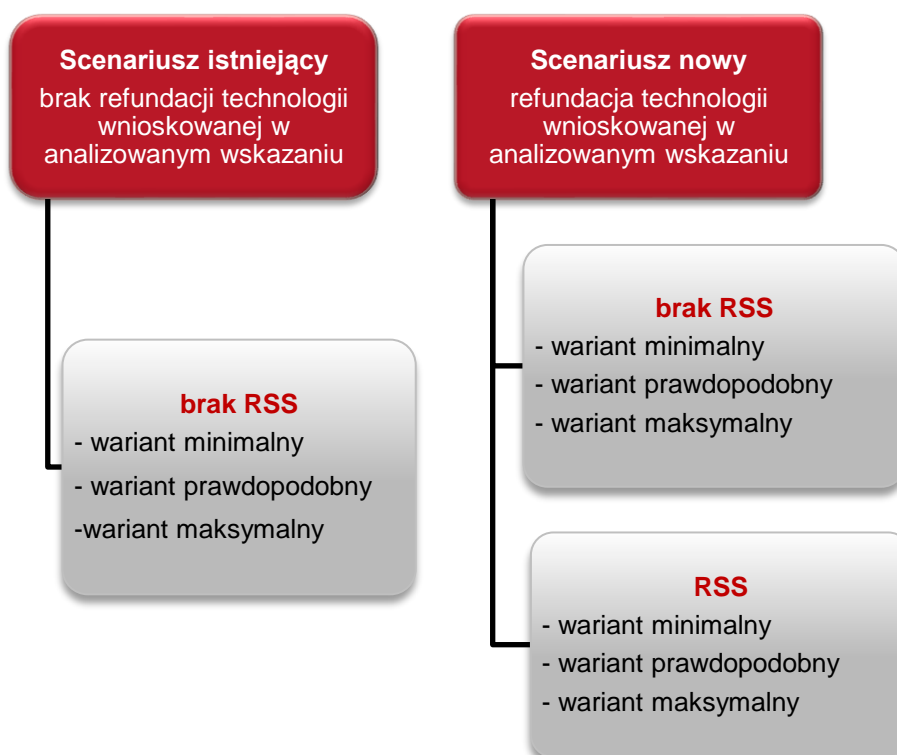 Scenariusz istniejący
brak refundacji technologii
wnioskowanej w
analizowanym wskazaniu
brak RSS
- wariant minimalny
- wariant prawdopodobny
-wariant maksymalny
Scenariusz nowy
refundacja technologii
wnioskowanej w
analizowanym wskazaniu
brak RSS
- wariant minimalny
- wariant prawdopodobny
- wariant maksymalny
RSS
- wariant minimalny
- wariant prawdopodobny
- wariant maksymalny